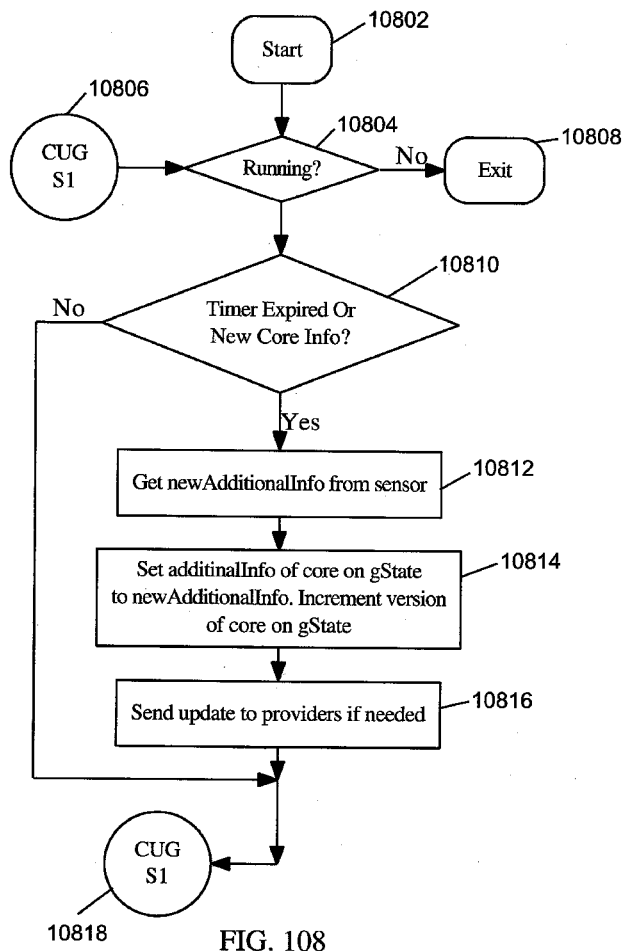 10802
Start
10806
10804
10808
CUG
S1
Running?
No
Exit
10810
No
Timer Expired Or
New Core Info?
Yes
10812
Get newAdditionalInfo from sensor
10814
Set additinalInfo of core on gState
to newAdditionalInfo. Increment version
of core on gState
10816
Send update to providers if needed
CUG
S1
10818
FIG. 108